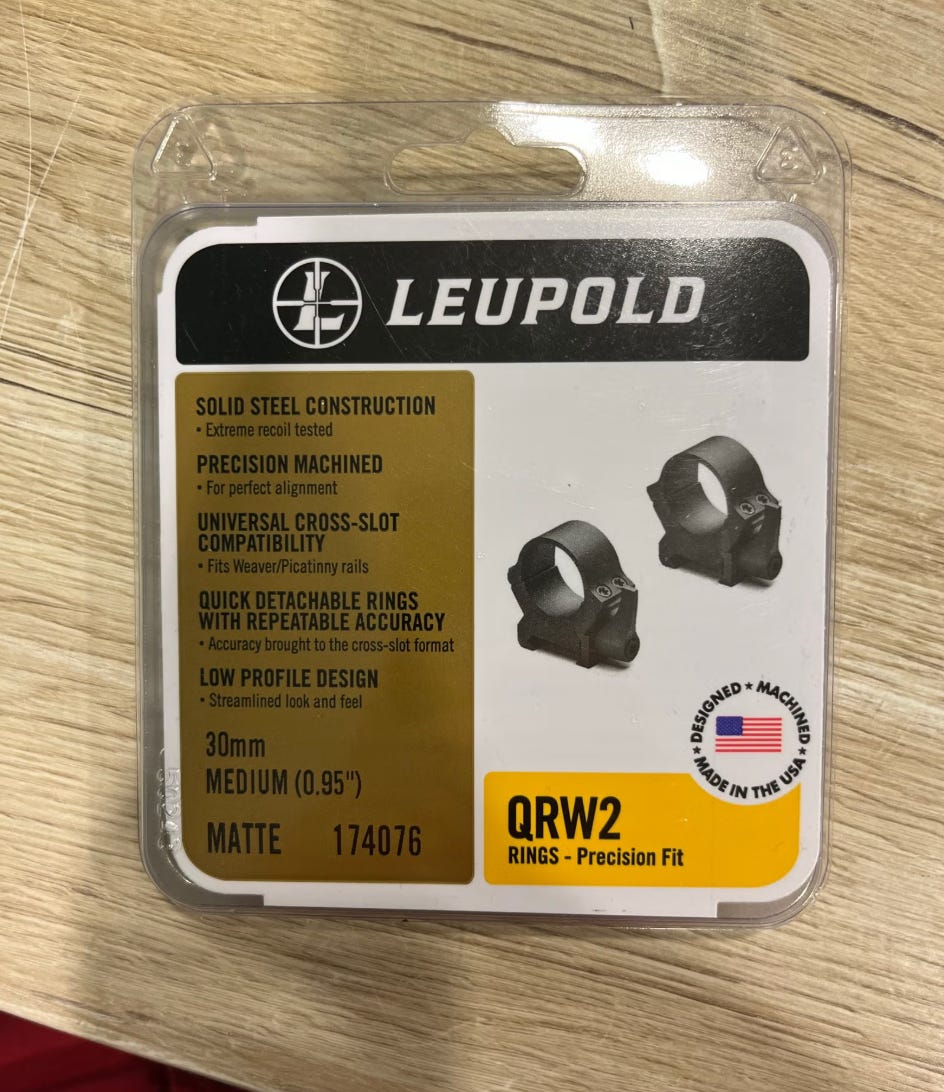 LEUPOLD
SOLID STEEL CONSTRUCTION
• Extreme recoil tested
PRECISION MACHINED
• For perfect alignment
UNIVERSAL CROSS-SLOT
COMPATIBILITY
• Fits Weaver/Picatinny rails
QUICK DETACHABLE RINGS
WITH REPEATABLE ACCURACY
• Accuracy brought to the cross-slot format
LOW PROFILE DESIGN
• Streamlined look and feel
30mm
MEDIUM (0.95")
MATTE 174076
DESIGNED ★ MACHINED
★ MADE IN THE USA ★
QRW2
RINGS - Precision Fit